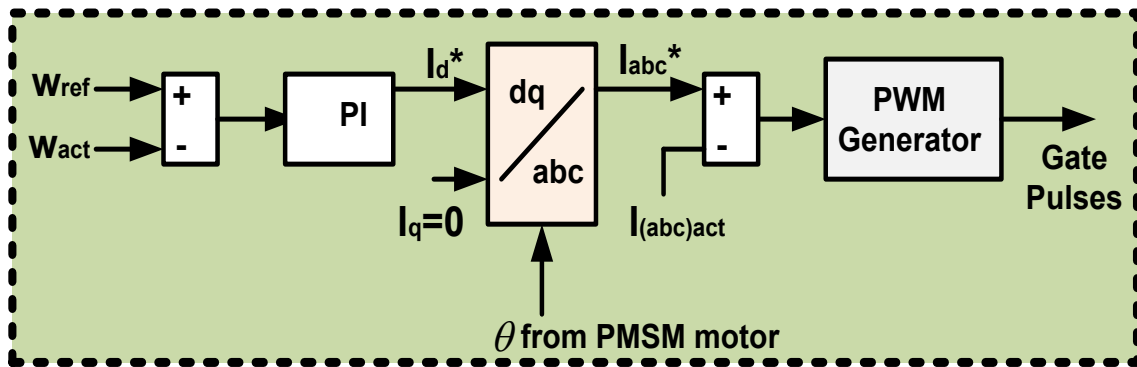 Wref
Wact
+
-
PI
Id*
Iq=0
dq
abc
θ from PMSM motor
Iabc*
+
-
I(abc)act
PWM
Generator
Gate
Pulses